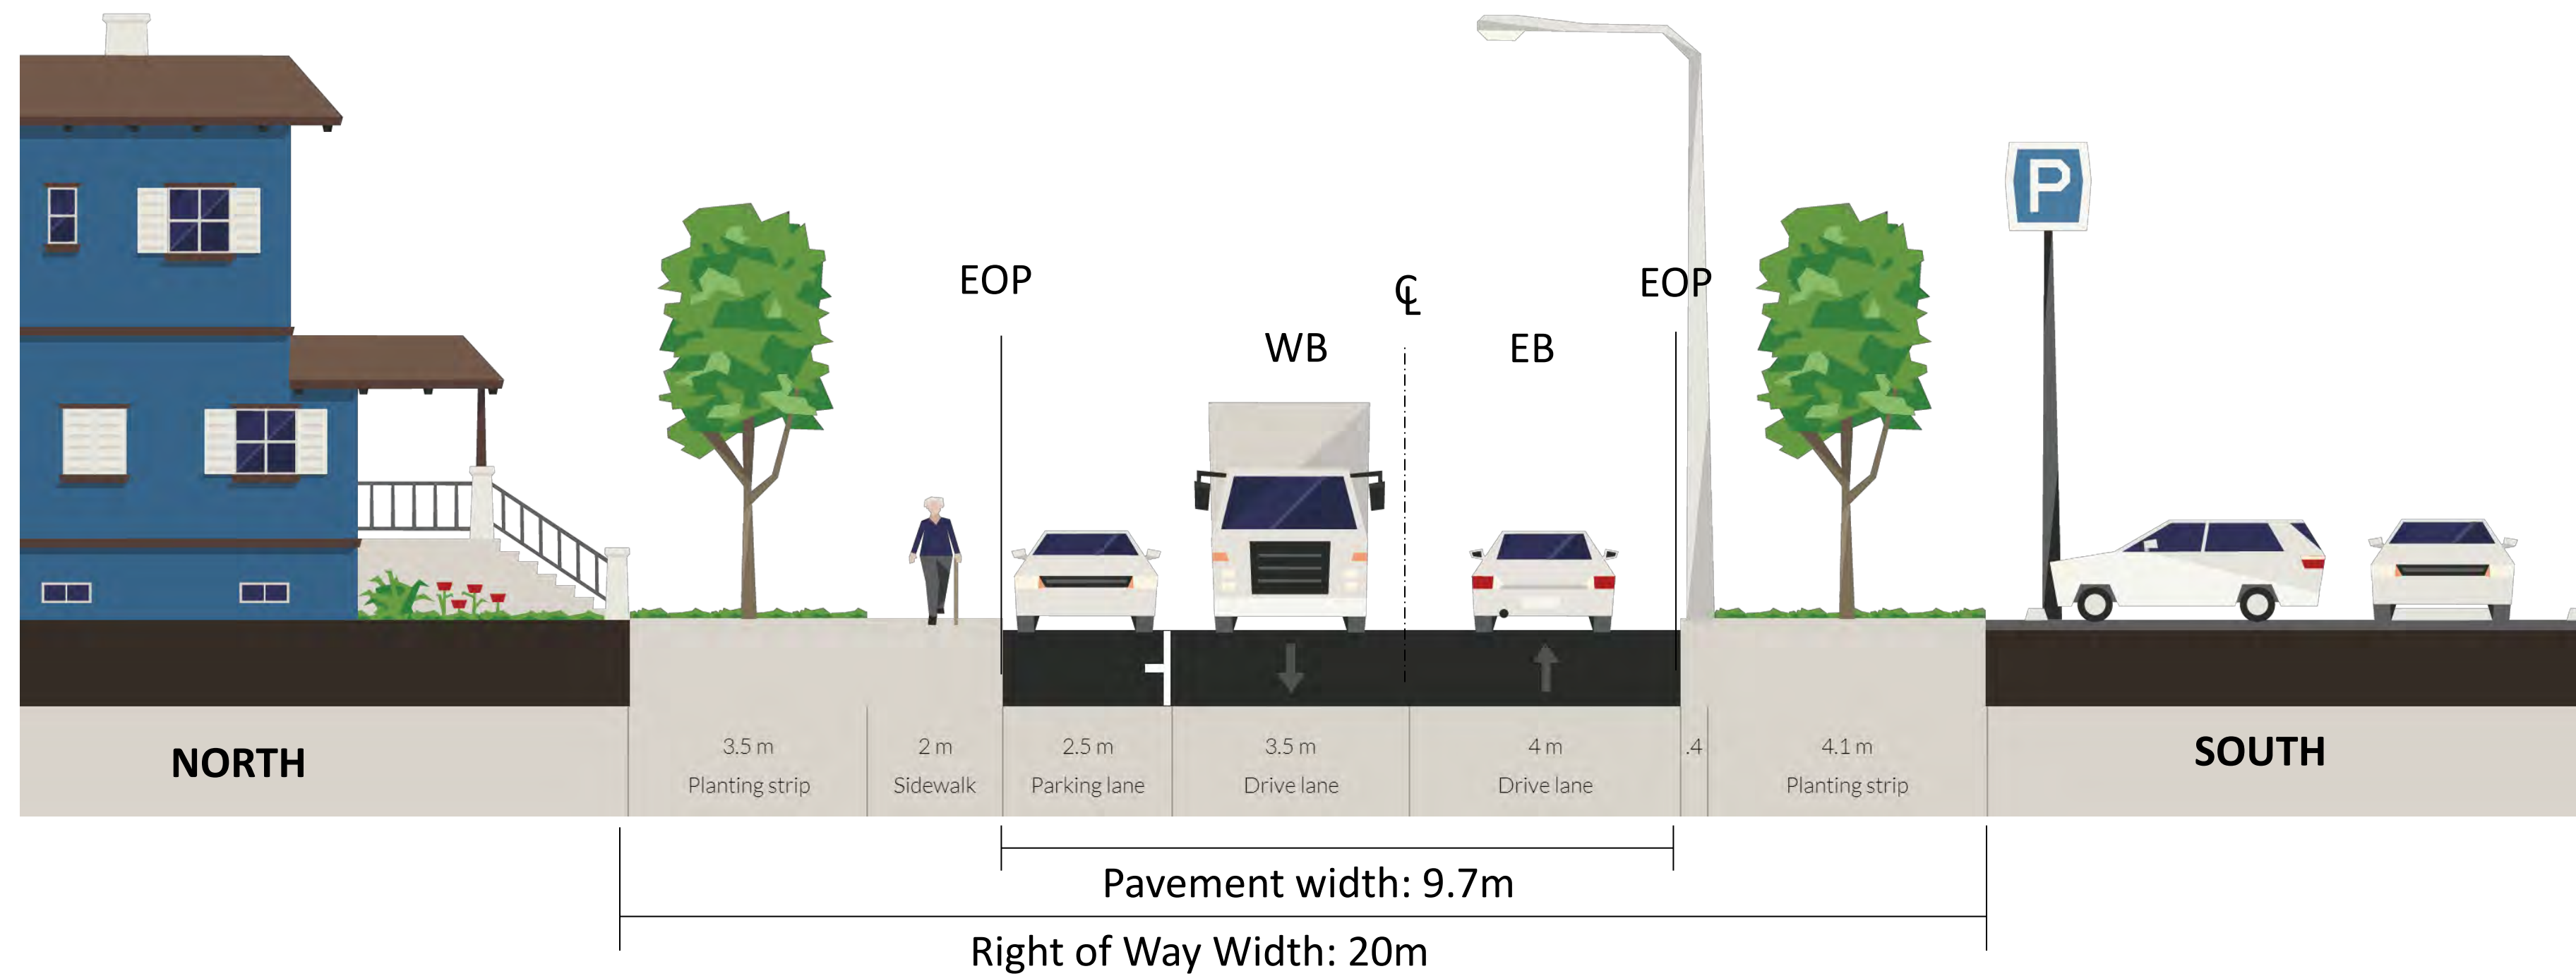 P
EOP
℄
EOP
WB
EB
NORTH
3.5 m
Planting strip
2 m
Sidewalk
2.5 m
Parking lane
3.5 m
Drive lane
4 m
Drive lane
.4
4.1 m
Planting strip
SOUTH
Pavement width: 9.7m
Right of Way Width: 20m